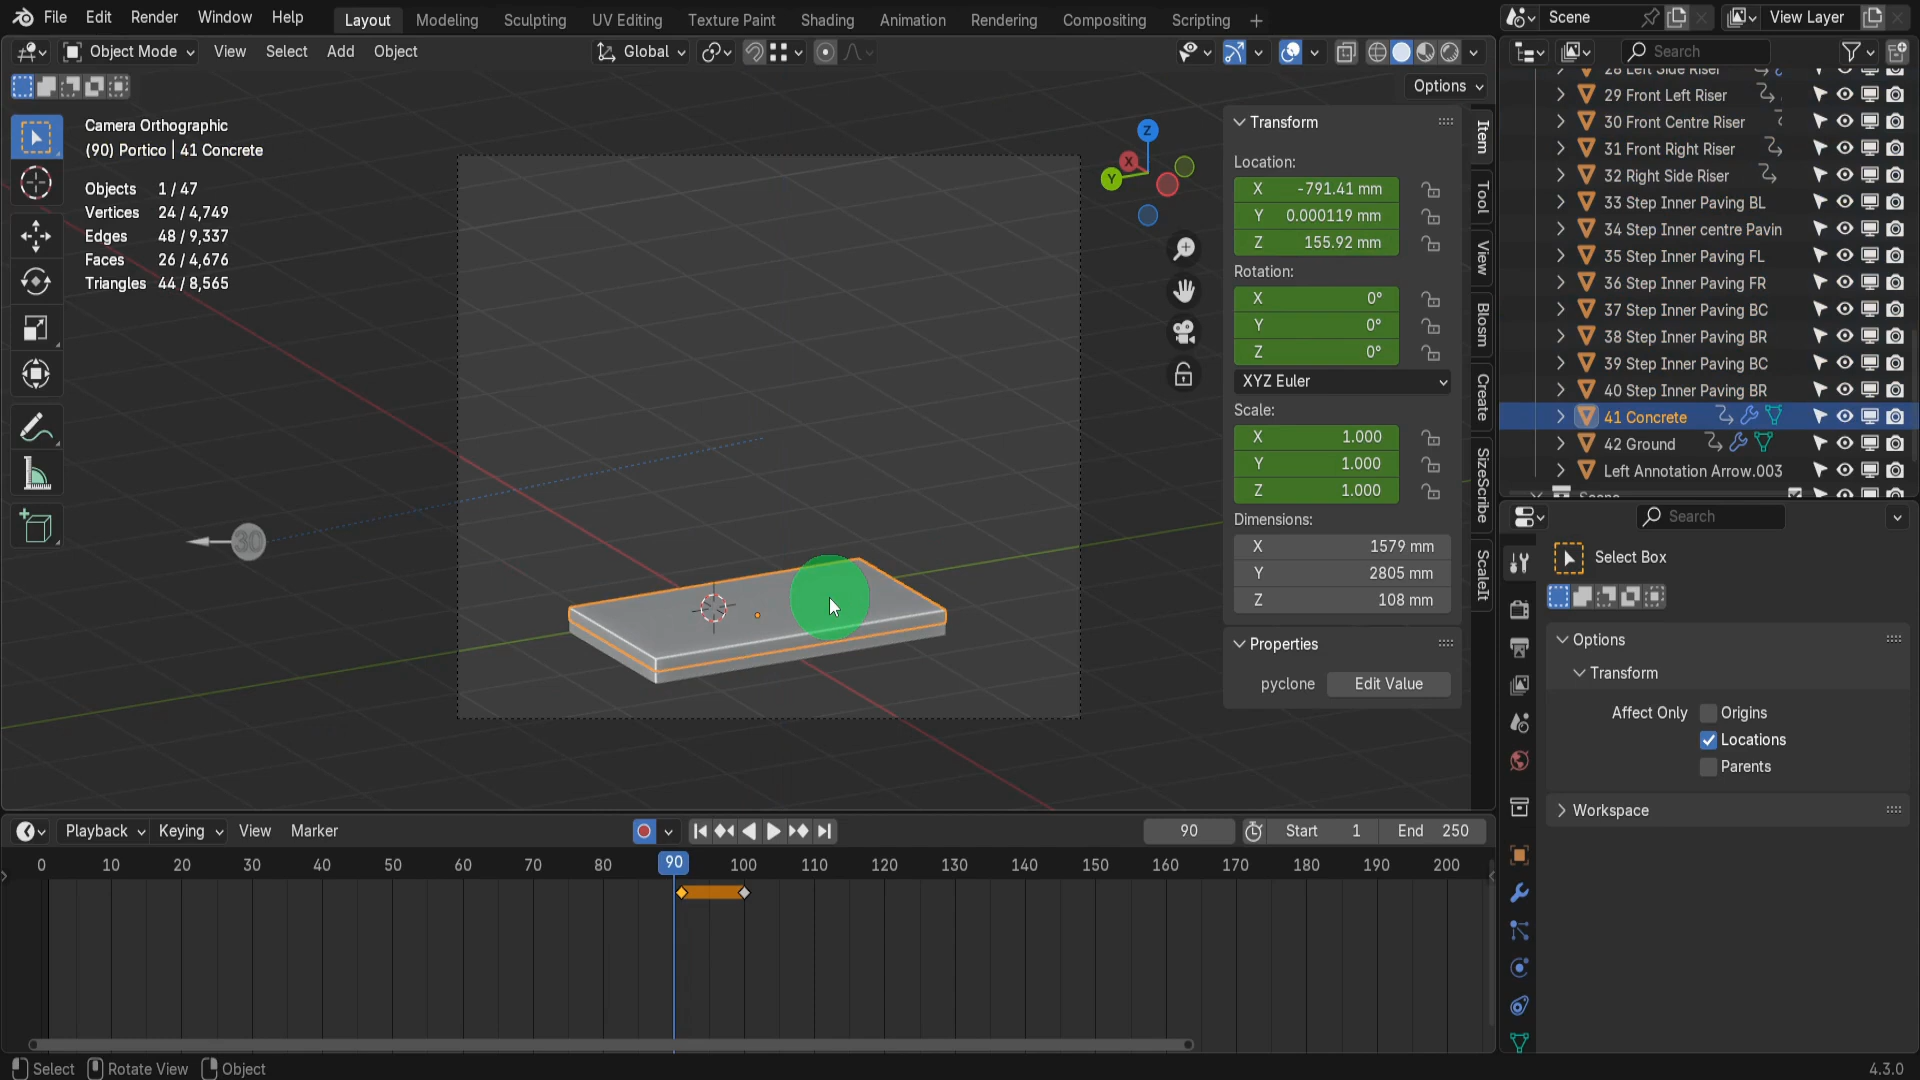 File Edit Render Window Help Layout Modeling Sculpting UV Editing Texture Paint Shading Animation Rendering Compositing Scripting + Scene View Layer
Object Mode View Select Add Object Global Search
Options
Camera Orthographic
(90) Portico | 41 Concrete
Objects 1 / 47
Vertices 24 / 4,749
Edges 48 / 9,337
Faces 26 / 4,676
Triangles 44 / 8,565
Z
X
Y
30
Transform
Location:
X -791.41 mm
Y 0.000119 mm
Z 155.92 mm
Rotation:
X 0°
Y 0°
Z 0°
XYZ Euler
Scale:
X 1.000
Y 1.000
Z 1.000
Dimensions:
X 1579 mm
Y 2805 mm
Z 108 mm
Properties
pyclone Edit Value
Item
Tool
View
Blosm
Create
SizeScribe
ScaleIt
28 Left Side Riser
29 Front Left Riser
30 Front Centre Riser
31 Front Right Riser
32 Right Side Riser
33 Step Inner Paving BL
34 Step Inner centre Pavin
35 Step Inner Paving FL
36 Step Inner Paving FR
37 Step Inner Paving BC
38 Step Inner Paving BR
39 Step Inner Paving BC
40 Step Inner Paving BR
41 Concrete
42 Ground
Left Annotation Arrow.003
Search
Select Box
Options
Transform
Affect Only Origins
Locations
Parents
Workspace
Playback Keying View Marker 90 Start 1 End 250
0 10 20 30 40 50 60 70 80 90 100 110 120 130 140 150 160 170 180 190 200
Select Rotate View Object 4.3.0